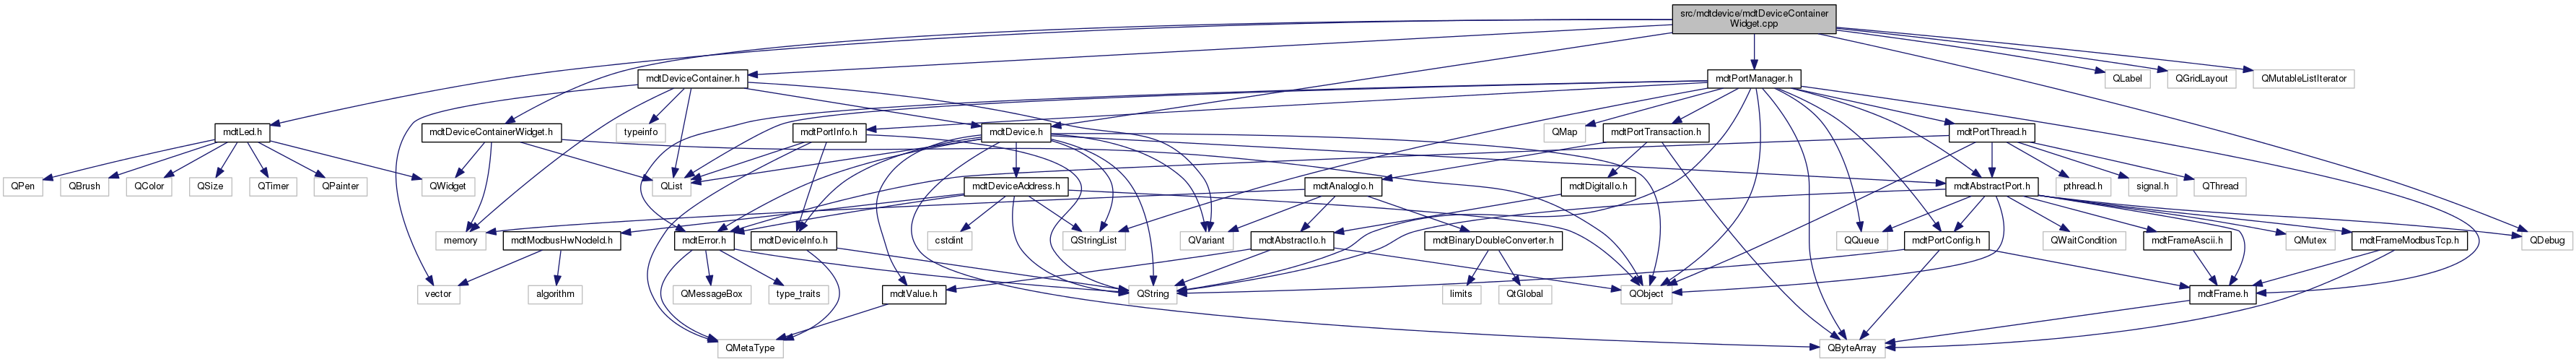 src/mdtdevice/mdtDeviceContainer
Widget.cpp
mdtDeviceContainer.h
mdtPortManager.h
QLabel
QGridLayout
QMutableListIterator
mdtLed.h
mdtDeviceContainerWidget.h
typeinfo
mdtPortInfo.h
mdtDevice.h
QMap
mdtPortTransaction.h
mdtPortThread.h
QPen
QBrush
QColor
QSize
QTimer
QPainter
QWidget
QList
mdtDeviceAddress.h
mdtAnalogIo.h
mdtDigitalIo.h
mdtAbstractPort.h
pthread.h
signal.h
QThread
memory
mdtModbusHwNodeId.h
mdtError.h
mdtDeviceInfo.h
cstdint
QStringList
QVariant
mdtAbstractIo.h
mdtBinaryDoubleConverter.h
QQueue
mdtPortConfig.h
QWaitCondition
mdtFrameAscii.h
QMutex
mdtFrameModbusTcp.h
QDebug
vector
algorithm
QMessageBox
type_traits
mdtValue.h
QString
limits
QtGlobal
QObject
mdtFrame.h
QMetaType
QByteArray